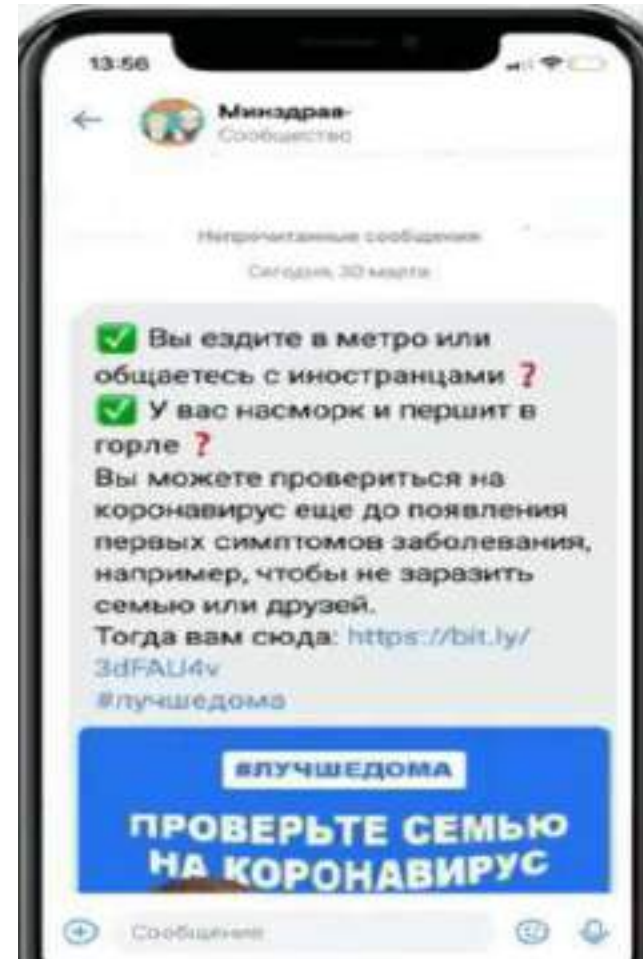 13:56
Минздрав-
Сообщество
Непрочитанные сообщения
Сегодня, 30 марта
✅ Вы ездите в метро или
общаетесь с иностранцами ❓
✅ У вас насморк и першит в
горле ❓
Вы можете провериться на
коронавирус еще до появления
первых симптомов заболевания,
например, чтобы не заразить
семью или друзей.
Тогда вам сюда: https://bit.ly/
3dFAU4v
#лучшедома
#ЛУЧШЕДОМА
ПРОВЕРЬТЕ СЕМЬЮ
НА КОРОНАВИРУС
Сообщение